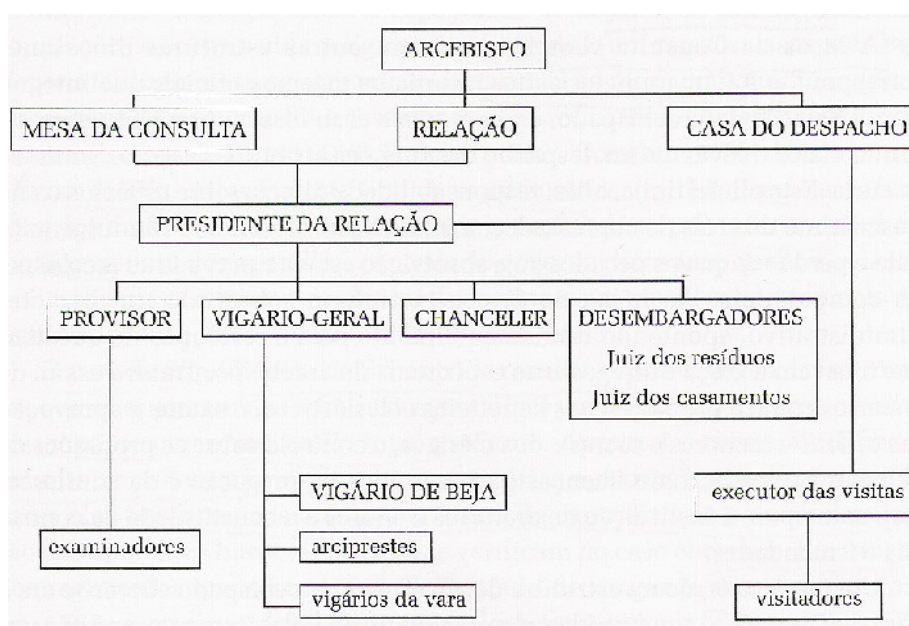 ARCEBISPO
MESA DA CONSULTA
RELAÇÃO
CASA DO DESPACHO
PRESIDENTE DA RELAÇÃO
PROVISOR
VIGÁRIO-GERAL
CHANCELER
DESEMBARGADORES
Juiz dos resíduos
Juiz dos casamentos
VIGÁRIO DE BEJA
executor das visitas
examinadores
arciprestes
vigários da vara
visitadores